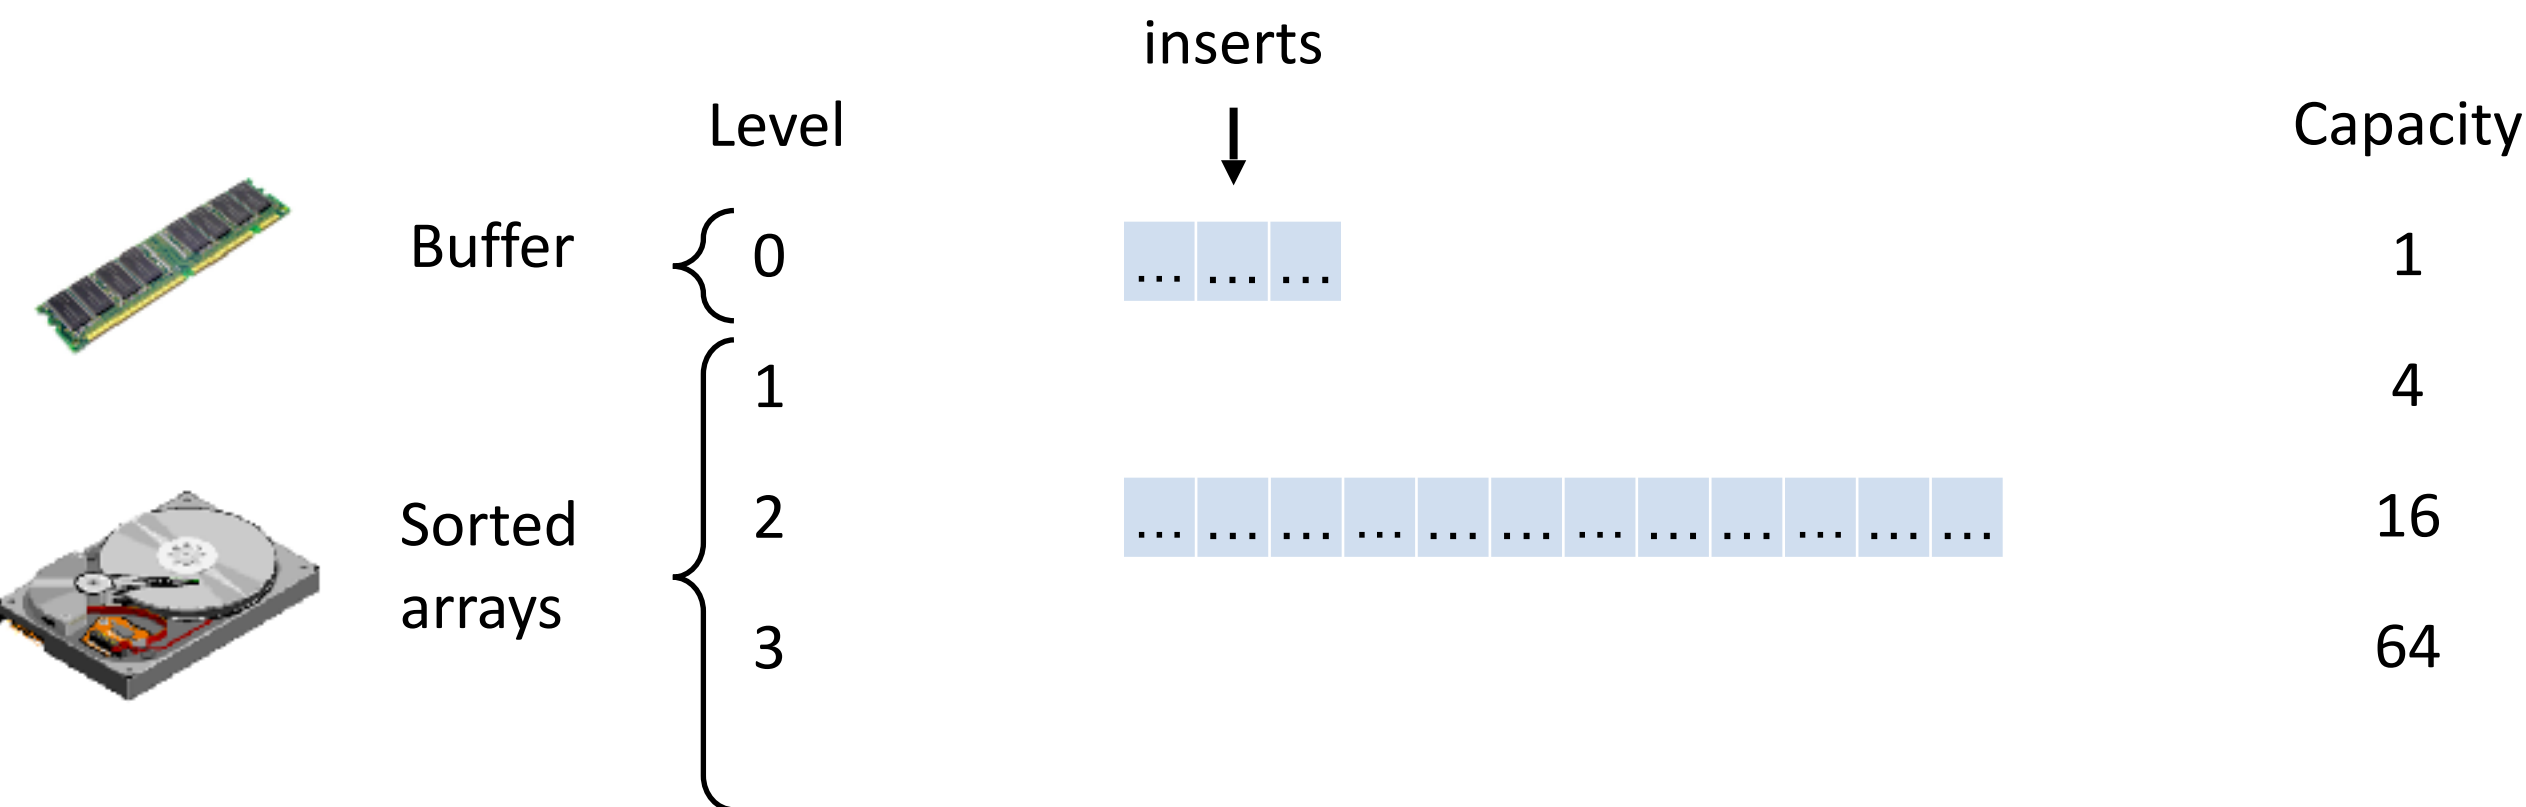 inserts
Level
Capacity
Buffer
0
... ... ...
1
1
4
Sorted
arrays
2
... ... ... ... ... ... ... ... ... ... ... ...
16
3
64